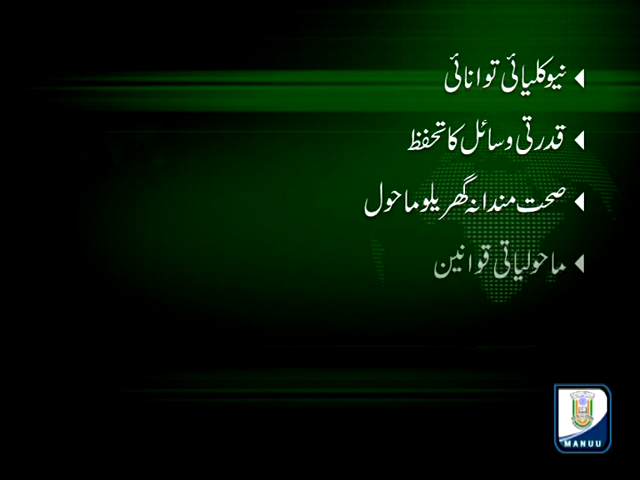 نیوکلیائی توانائی
قدرتی وسائل کا تحفظ
صحت مندانہ گھریلو ماحول
ماحولیاتی قوانین
MANUU